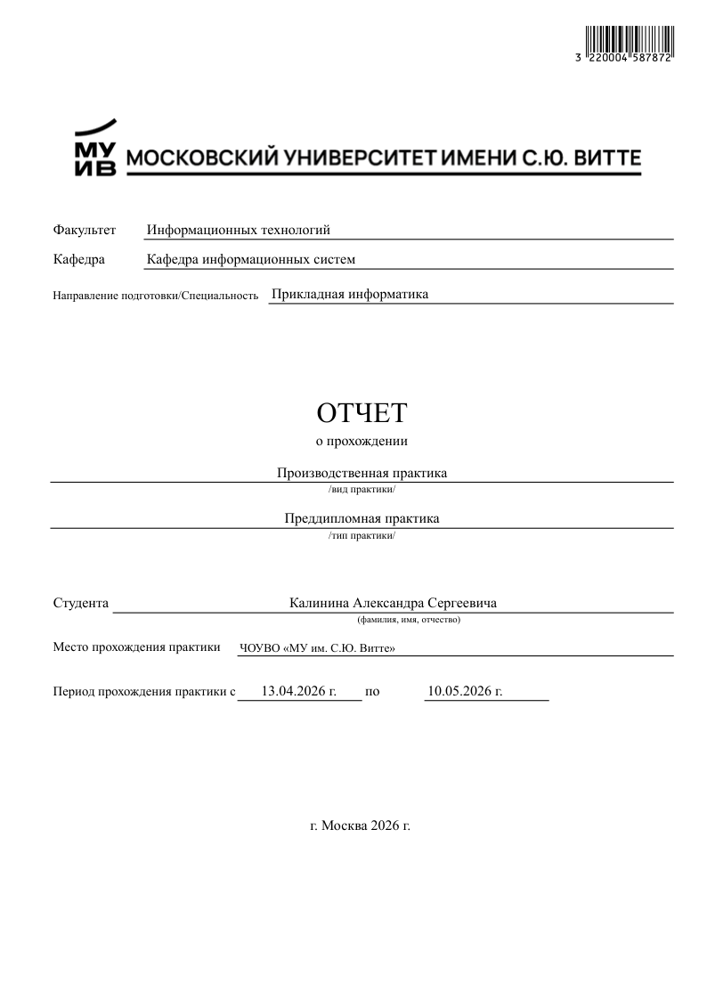 3 220004 587872
МУ
ИВ
МОСКОВСКИЙ УНИВЕРСИТЕТ ИМЕНИ С.Ю. ВИТТЕ
Факультет Информационных технологий
Кафедра Кафедра информационных систем
Направление подготовки/Специальность Прикладная информатика
ОТЧЕТ
о прохождении
Производственная практика
/вид практики/
Преддипломная практика
/тип практики/
Студента Калинина Александра Сергеевича
(фамилия, имя, отчество)
Место прохождения практики ЧОУВО «МУ им. С.Ю. Витте»
Период прохождения практики с 13.04.2026 г. по 10.05.2026 г.
г. Москва 2026 г.